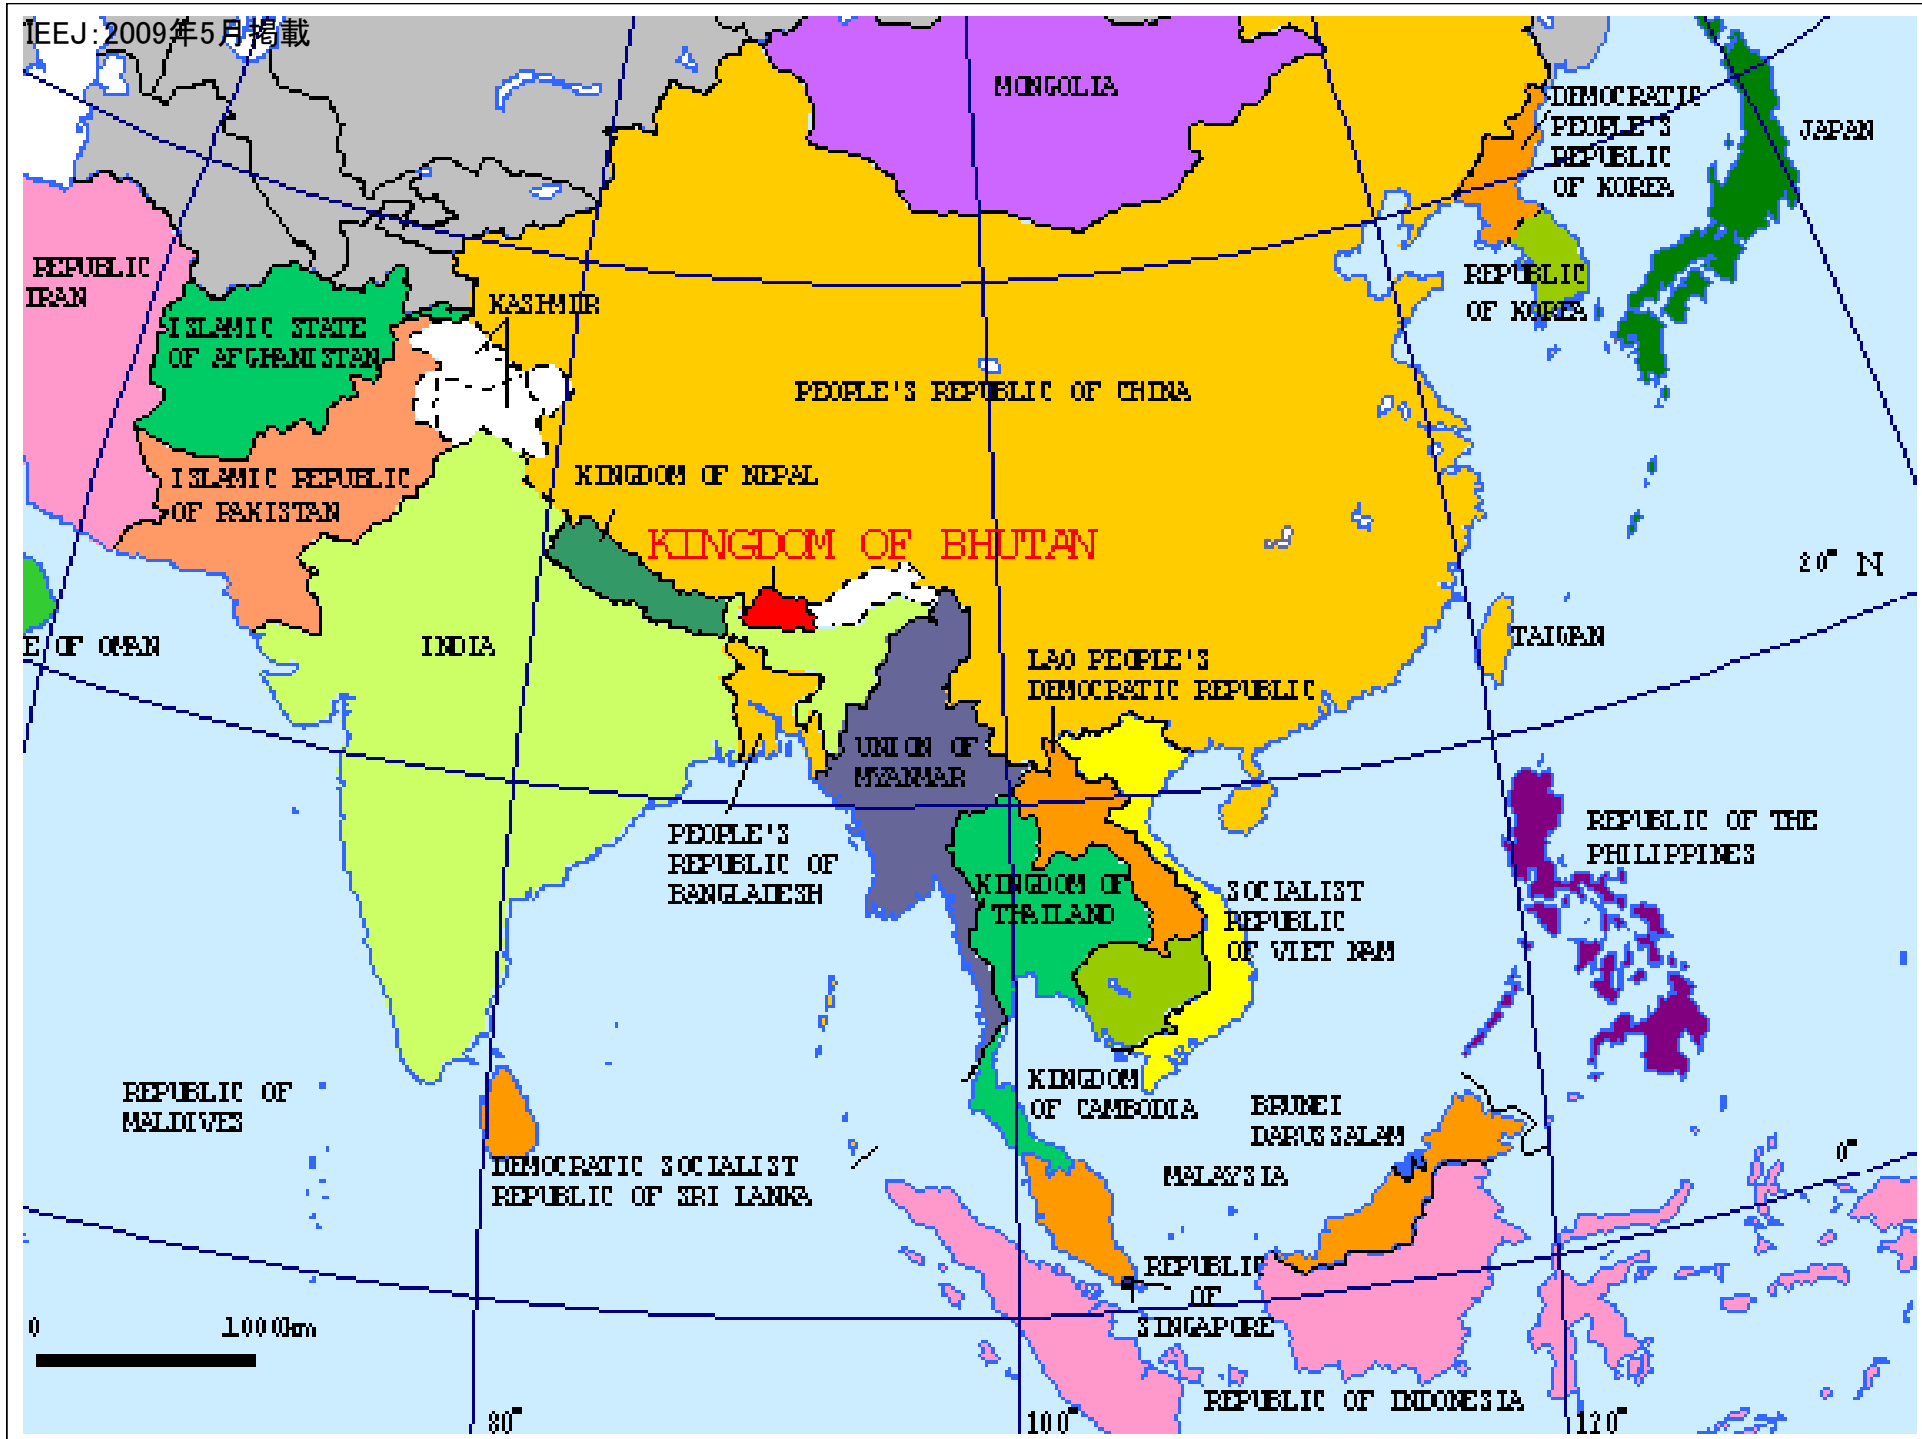 IEEJ:2009年5月掲載
MONGOLIA
DEMOCRATIC
PEOPLE'S
REPUBLIC
OF KOREA
JAPAN
REPUBLIC
IRAN
KASHMIR
REPUBLIC
OF KOREA
ISLAMIC STATE
OF AFGHANISTAN
PEOPLE'S REPUBLIC OF CHINA
ISLAMIC REPUBLIC
OF PAKISTAN
KINGDOM OF NEPAL
KINGDOM OF BHUTAN
20° N
E OF OMAN
INDIA
TAIWAN
LAO PEOPLE'S
DEMOCRATIC REPUBLIC
UNION OF
MYANMAR
PEOPLE'S
REPUBLIC OF
BANGLADESH
REPUBLIC OF THE
PHILIPPINES
KINGDOM OF
THAILAND
SOCIALIST
REPUBLIC
OF VIET NAM
REPUBLIC OF
MALDIVES
KINGDOM
OF CAMBODIA
BRUNEI
DARUSSALAM
DEMOCRATIC SOCIALIST
REPUBLIC OF SRI LANKA
MALAYSIA
0°
REPUBLIC
OF
SINGAPORE
0 1000km
REPUBLIC OF INDONESIA
80° 100° 120°